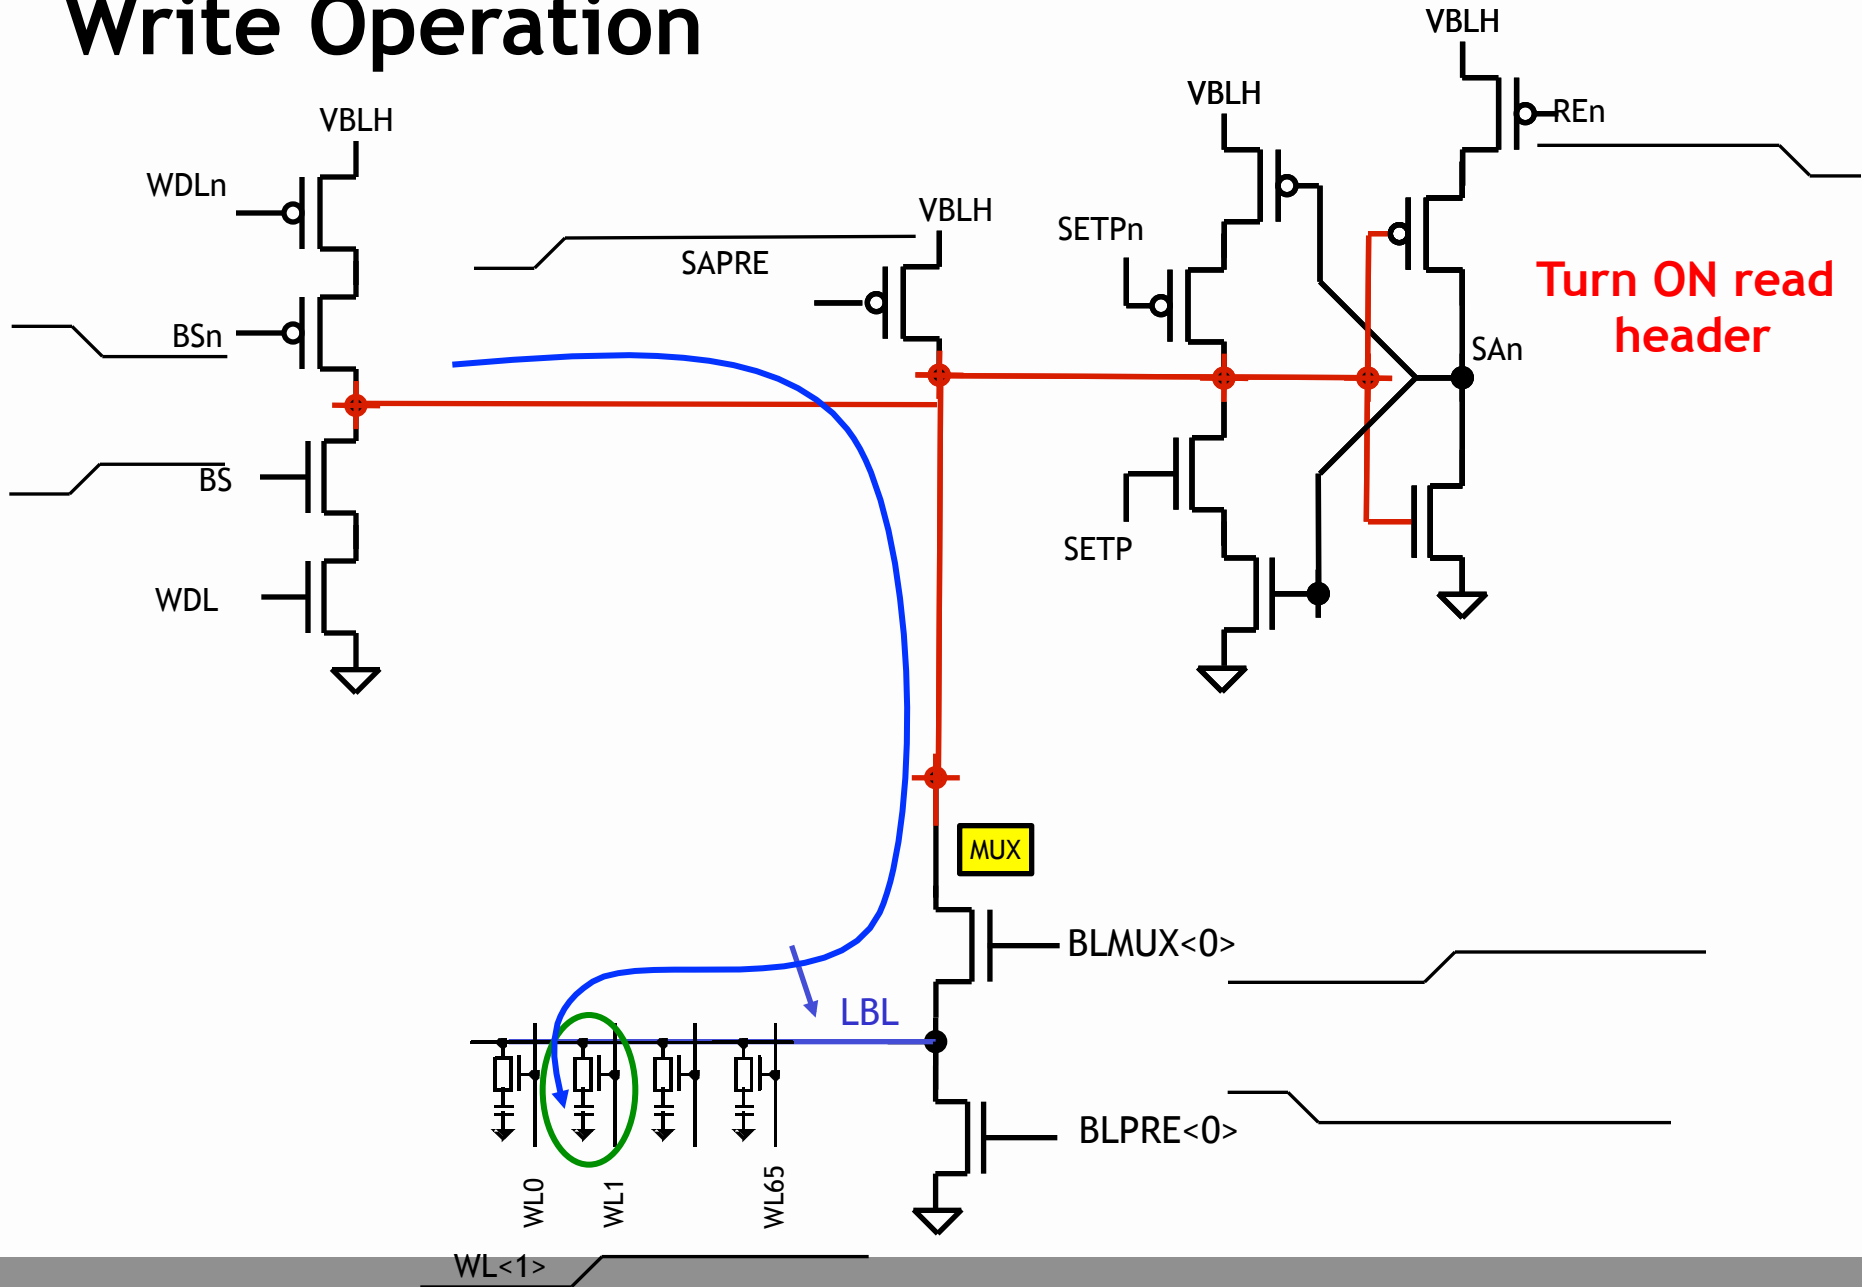 Write Operation
VBLH
VBLH
REn
VBLH
WDLn
VBLH
SETPn
SAPRE
Turn ON read
header
BSn
SAn
BS
SETP
WDL
MUX
BLMUX<0>
LBL
BLPRE<0>
WL0
WL1
WL65
WL<1>